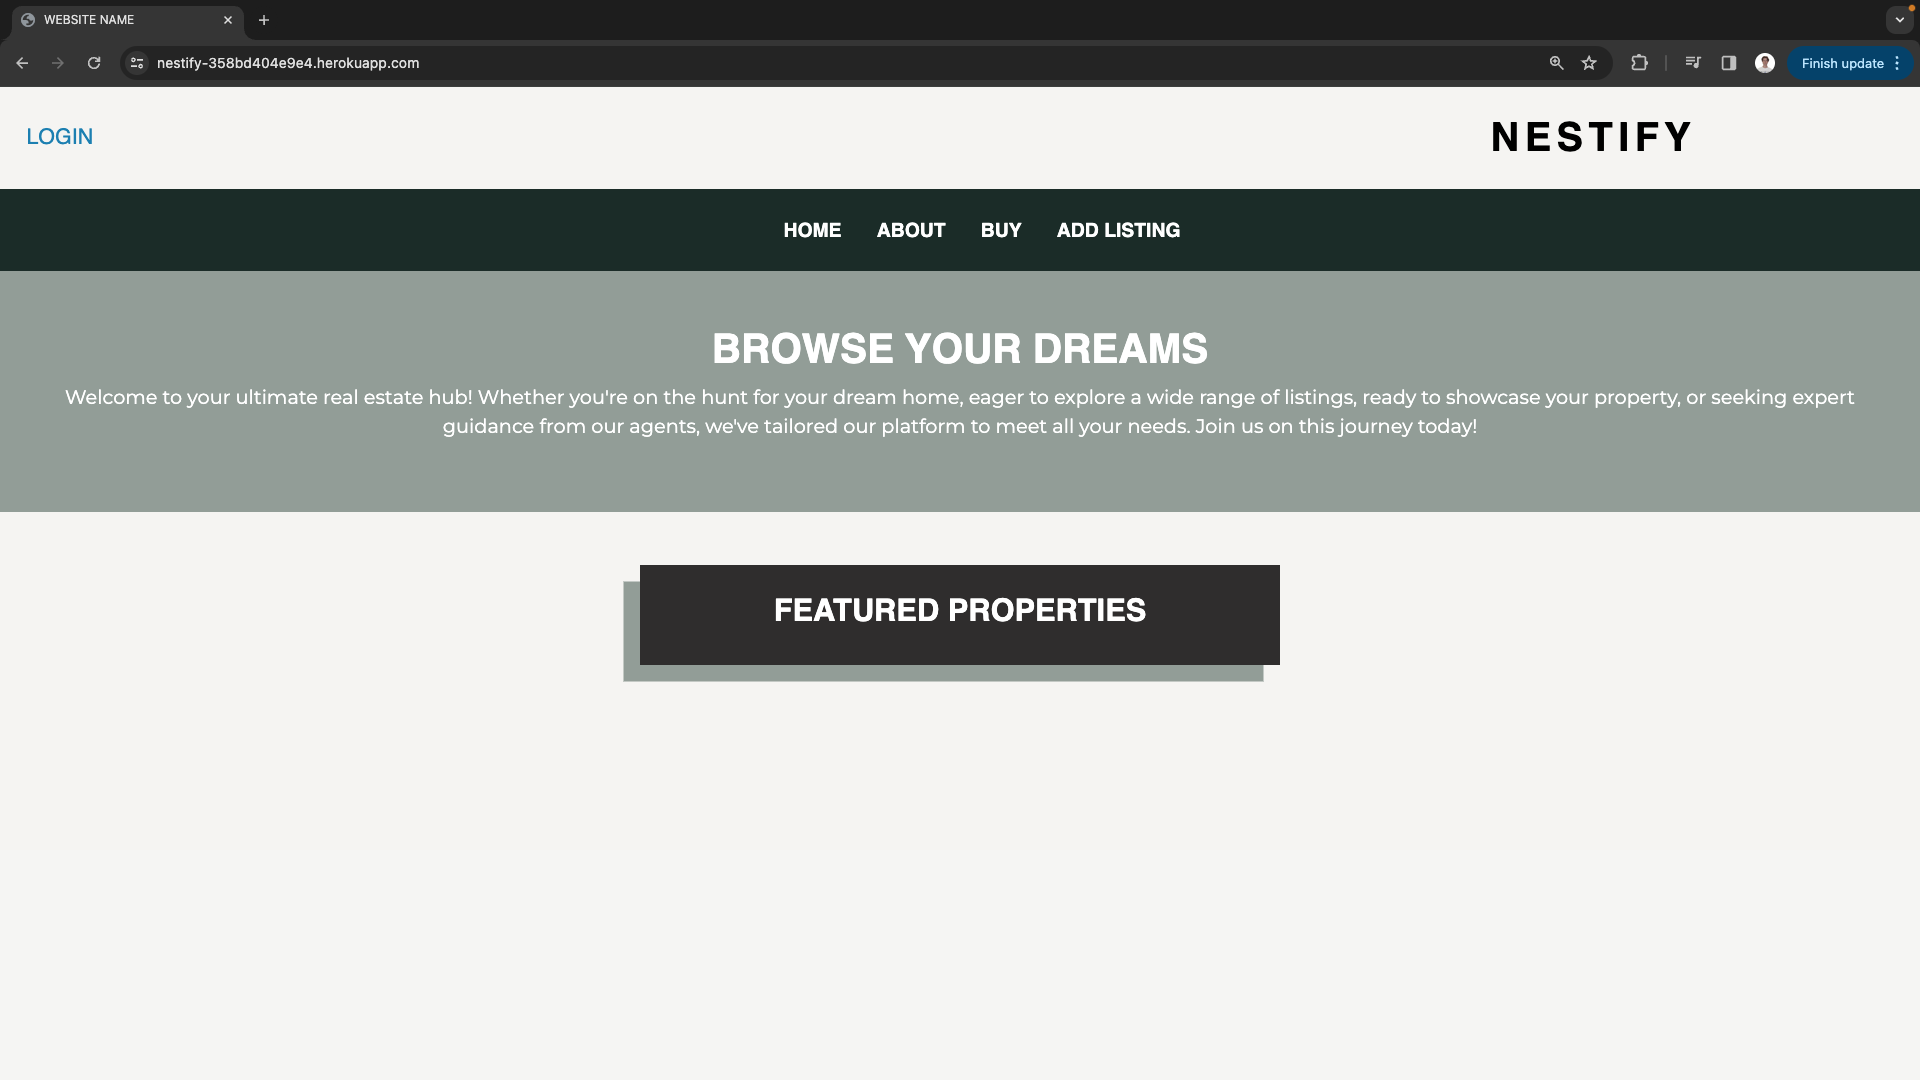 WEBSITE NAME
nestify-358bd404e9e4.herokuapp.com
Finish update
LOGIN
NESTIFY
HOME ABOUT BUY ADD LISTING
BROWSE YOUR DREAMS
Welcome to your ultimate real estate hub! Whether you're on the hunt for your dream home, eager to explore a wide range of listings, ready to showcase your property, or seeking expert
guidance from our agents, we've tailored our platform to meet all your needs. Join us on this journey today!
FEATURED PROPERTIES